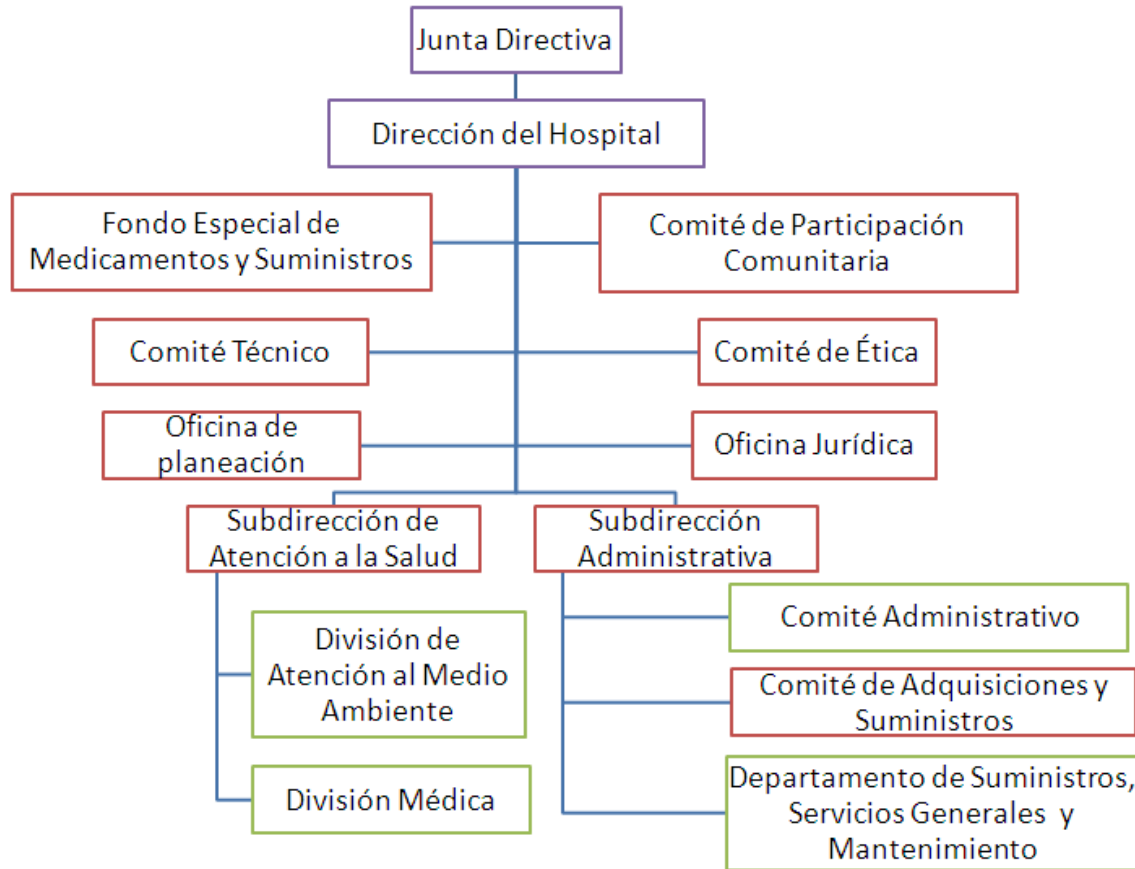 Junta Directiva
Dirección del Hospital
Fondo Especial de
Medicamentos y Suministros
Comité de Participación
Comunitaria
Comité Técnico
Comité de Ética
Oficina de
planeación
Oficina Jurídica
Subdirección de
Atención a la Salud
Subdirección
Administrativa
División de
Atención al Medio
Ambiente
División Médica
Comité Administrativo
Comité de Adquisiciones y
Suministros
Departamento de Suministros,
Servicios Generales y
Mantenimiento